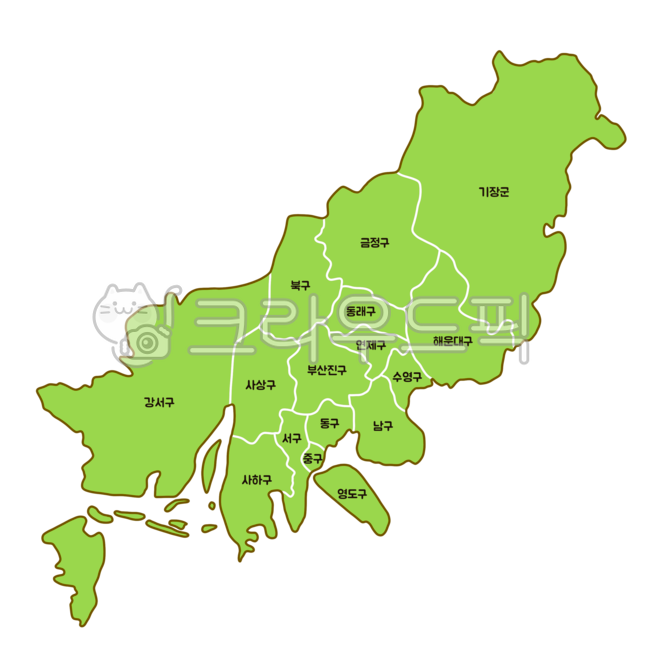 기장군
금정구
북구
동래구
크라우드픽
연제구
해운대구
부산진구
수영구
사상구
강서구
동구
남구
서구
중구
사하구
영도구